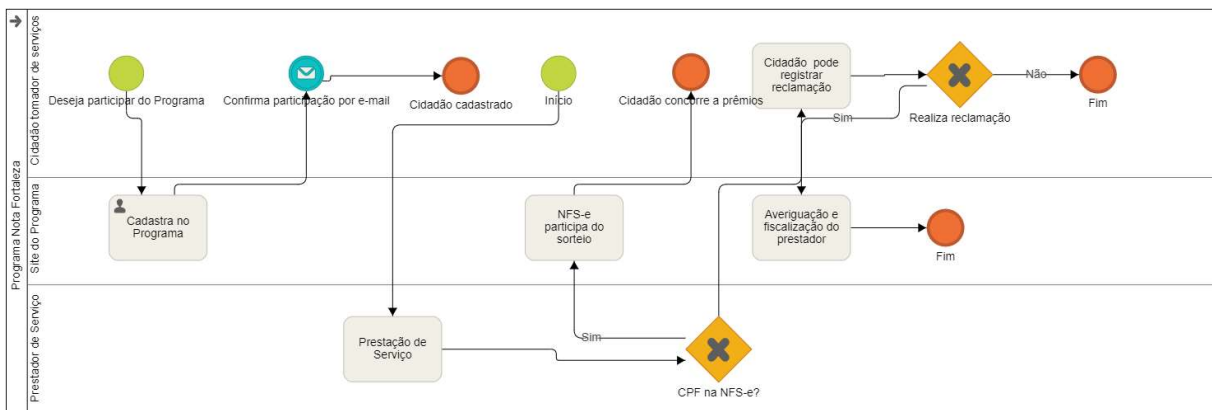 Programa Nota Fortaleza
Cidadão tomador de serviços
Deseja participar do Programa
Confirma participação por e-mail
Cidadão cadastrado
Início
Cidadão concorre a prêmios
Cidadão pode
registrar
reclamação
Sim
Realiza reclamação
Não
Fim
Site do Programa
Cadastra no
Programa
NFS-e
participa do
sorteio
Averiguação e
fiscalização do
prestador
Fim
Prestador de Serviço
Prestação de
Serviço
Sim
CPF na NFS-e?